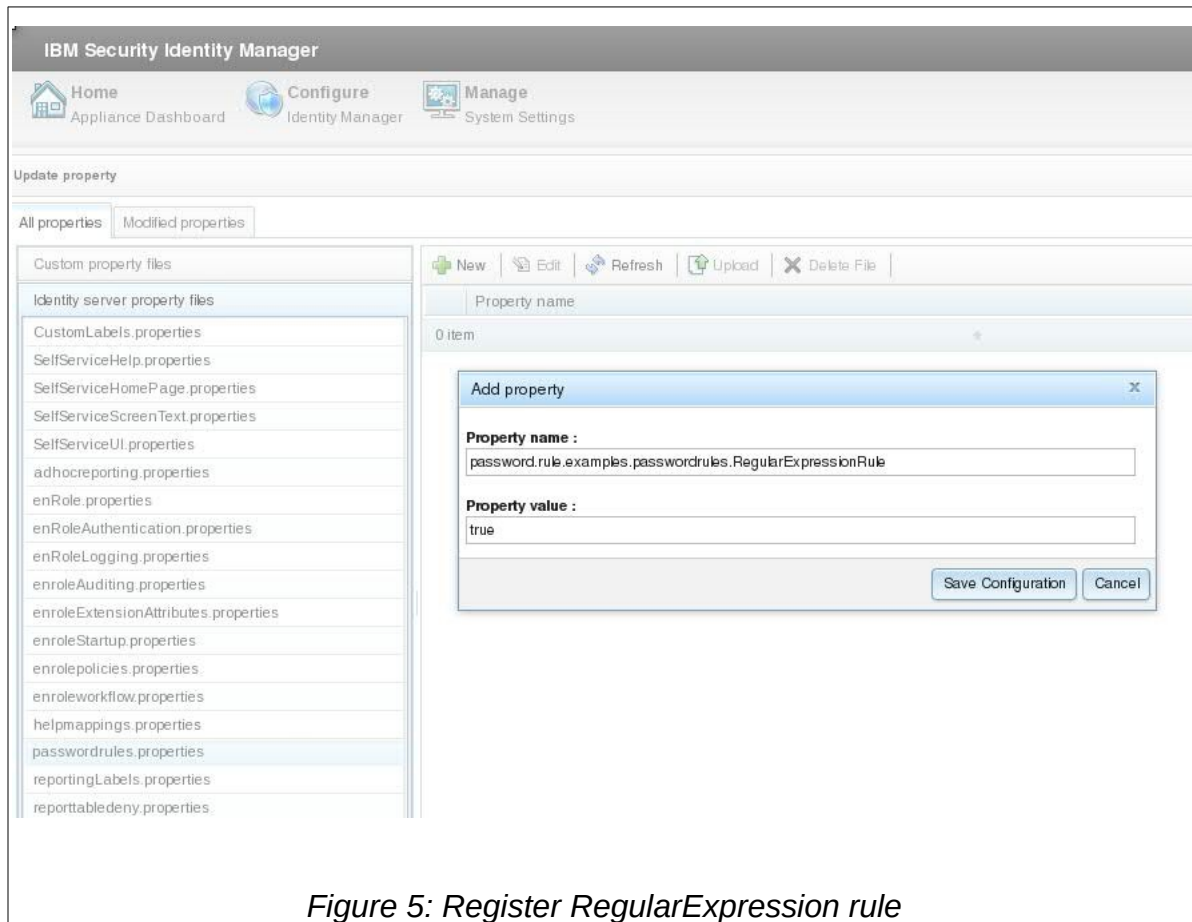 IBM Security Identity Manager
Home
Appliance Dashboard
Configure
Identity Manager
Manage
System Settings
Update property
All properties
Modified properties
Custom property files
Identity server property files
CustomLabels.properties
SelfServiceHelp.properties
SelfServiceHomePage.properties
SelfServiceScreenText.properties
SelfServiceUI.properties
adhocreporting.properties
enRole.properties
enRoleAuthentication.properties
enRoleLogging.properties
enroleAuditing.properties
enroleExtensionAttributes.properties
enroleStartup.properties
enrolepolicies.properties
enroleworkflow.properties
helpmappings.properties
passwordrules.properties
reportingLabels.properties
reporttabledeny.properties
New Edit Refresh Upload Delete File
Property name
0 item
Add property
Property name :
password.rule.examples.passwordrules.RegularExpressionRule
Property value :
true
Save Configuration Cancel
Figure 5: Register RegularExpression rule